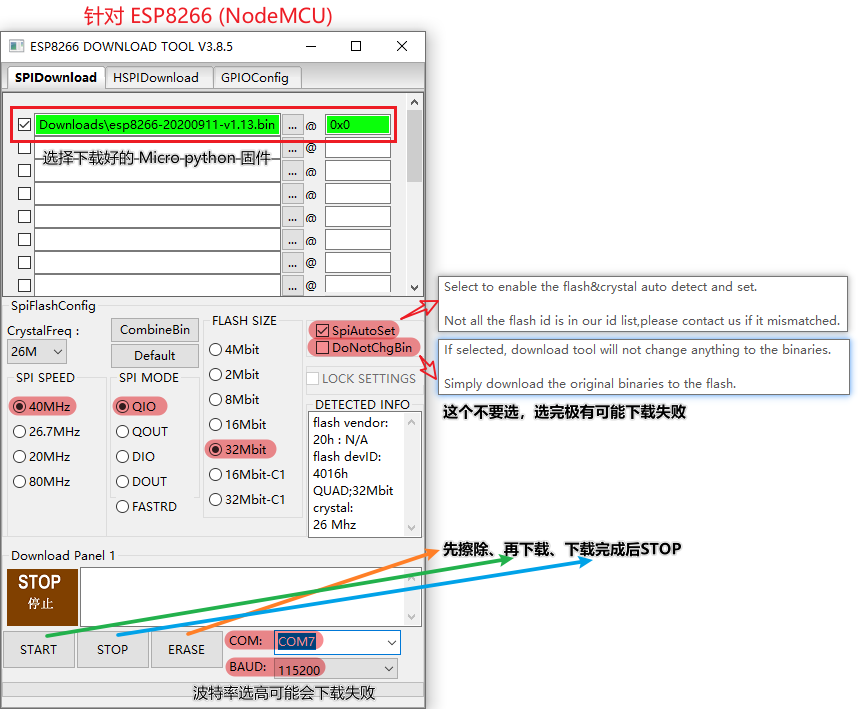 针对 ESP8266 (NodeMCU)
ESP8266 DOWNLOAD TOOL V3.8.5
SPIDownload HSPIDownload GPIOConfig
Downloads\esp8266-20200911-v1.13.bin ... @ 0x0
... @
选择下载好的 Micro python 固件
... @
... @
... @
... @
... @
... @
SpiFlashConfig
CrystalFreq :
26M
CombineBin
Default
SPI SPEED
40MHz
26.7MHz
20MHz
80MHz
SPI MODE
QIO
QOUT
DIO
DOUT
FASTRD
FLASH SIZE
4Mbit
2Mbit
8Mbit
16Mbit
32Mbit
16Mbit-C1
32Mbit-C1
SpiAutoSet
DoNotChgBin
LOCK SETTINGS
DETECTED INFO
flash vendor:
20h : N/A
flash devID:
4016h
QUAD;32Mbit
crystal:
26 Mhz
Select to enable the flash&crystal auto detect and set.
Not all the flash id is in our id list,please contact us if it mismatched.
If selected, download tool will not change anything to the binaries.
Simply download the original binaries to the flash.
这个不要选，选完极有可能下载失败
先擦除、再下载、下载完成后STOP
Download Panel 1
STOP
停止
START STOP ERASE
COM: COM7
BAUD: 115200
波特率选高可能会下载失败